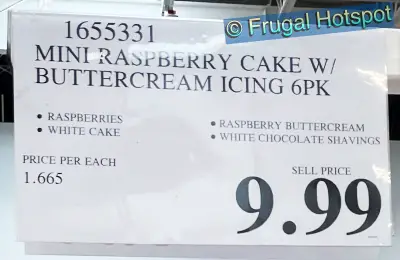 © Frugal Hotspot
1655331
MINI RASPBERRY CAKE W/
BUTTERCREAM ICING 6PK
• RASPBERRIES
• WHITE CAKE
• RASPBERRY BUTTERCREAM
• WHITE CHOCOLATE SHAVINGS
PRICE PER EACH
1.665
SELL PRICE
9.99